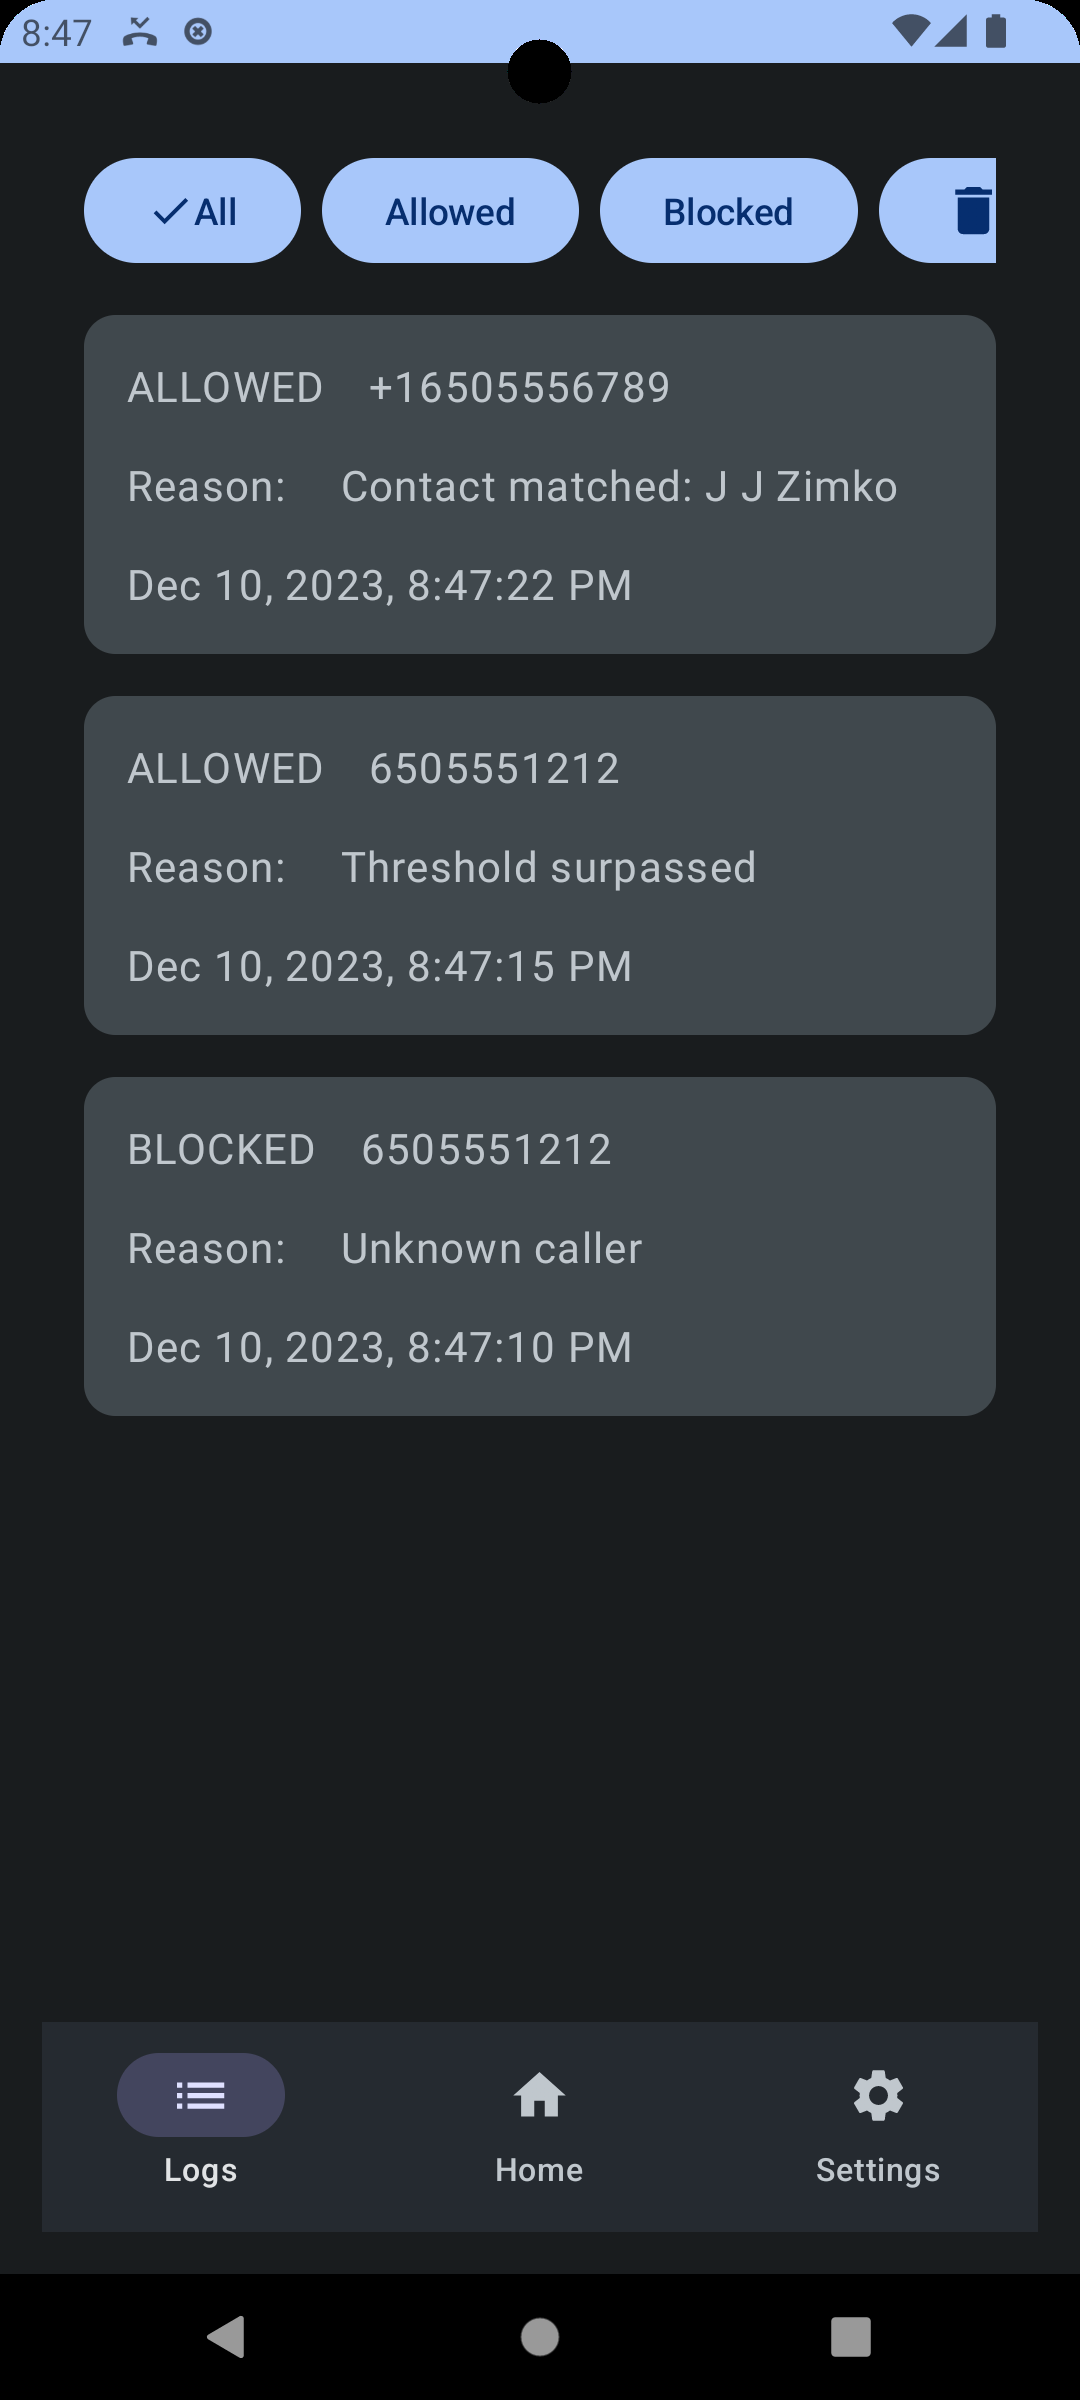 8:47
All Allowed Blocked
ALLOWED +16505556789
Reason: Contact matched: J J Zimko
Dec 10, 2023, 8:47:22 PM
ALLOWED 6505551212
Reason: Threshold surpassed
Dec 10, 2023, 8:47:15 PM
BLOCKED 6505551212
Reason: Unknown caller
Dec 10, 2023, 8:47:10 PM
Logs Home Settings